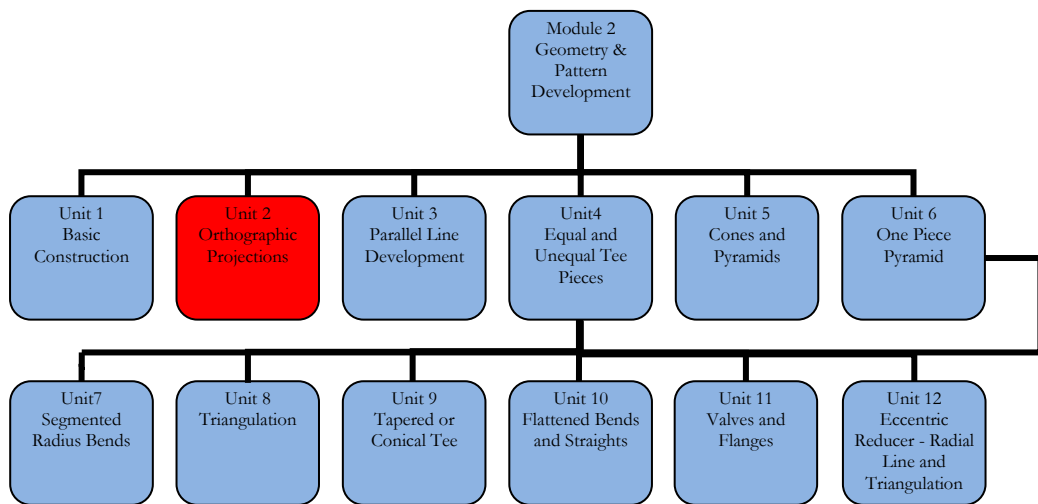 Module 2
Geometry &
Pattern
Development
Unit 1
Basic
Construction
Unit 2
Orthographic
Projections
Unit 3
Parallel Line
Development
Unit4
Equal and
Unequal Tee
Pieces
Unit 5
Cones and
Pyramids
Unit 6
One Piece
Pyramid
Unit7
Segmented
Radius Bends
Unit 8
Triangulation
Unit 9
Tapered or
Conical Tee
Unit 10
Flattened Bends
and Straights
Unit 11
Valves and
Flanges
Unit 12
Eccentric
Reducer - Radial
Line and
Triangulation